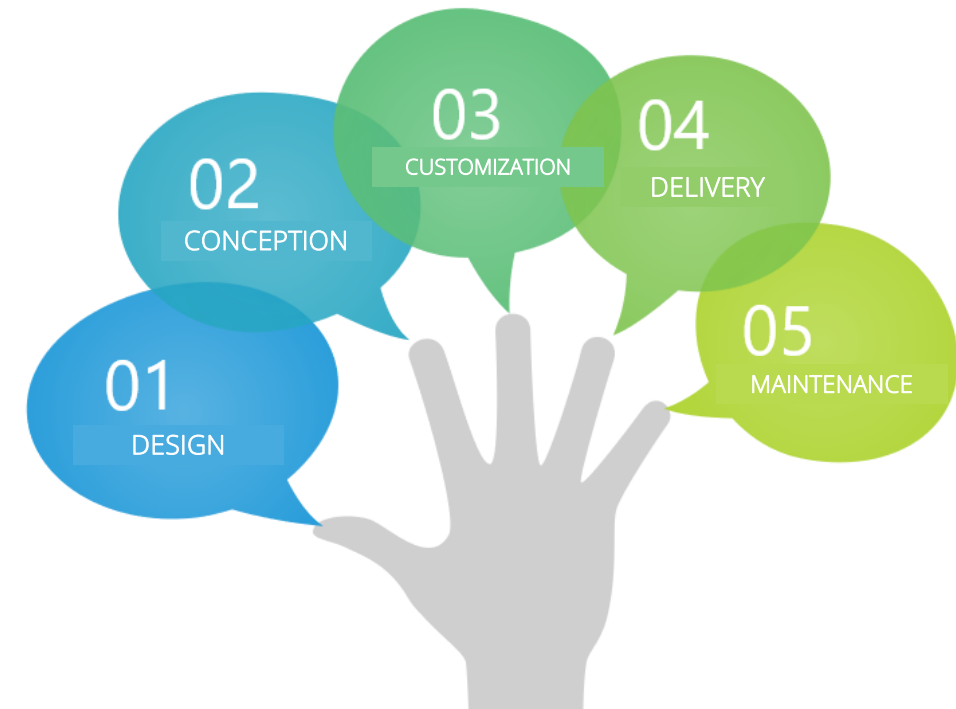 01
DESIGN
02
CONCEPTION
03
CUSTOMIZATION
04
DELIVERY
05
MAINTENANCE